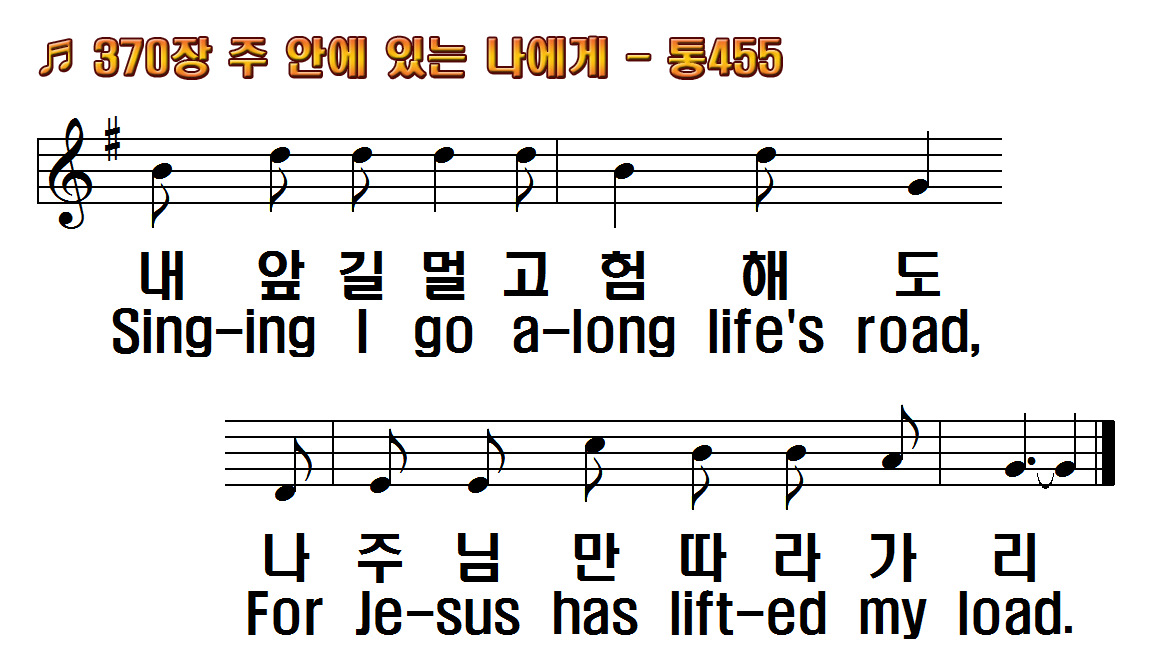 ♬ 370장 주 안에 있는 나에게 - 통455
내 앞 길 멀 고 험 해 도
Sing-ing I go a-long life's road,
나 주 님 만 따 라 가 리
For Je-sus has lift-ed my load.